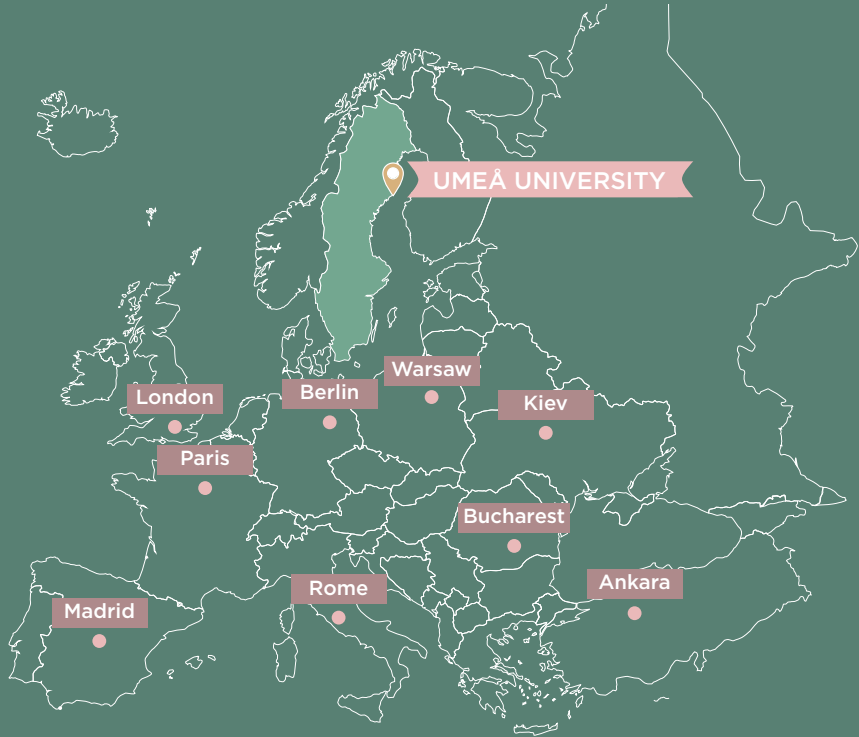 UMEÅ UNIVERSITY
Warsaw
Berlin
London
Kiev
Paris
Bucharest
Ankara
Rome
Madrid